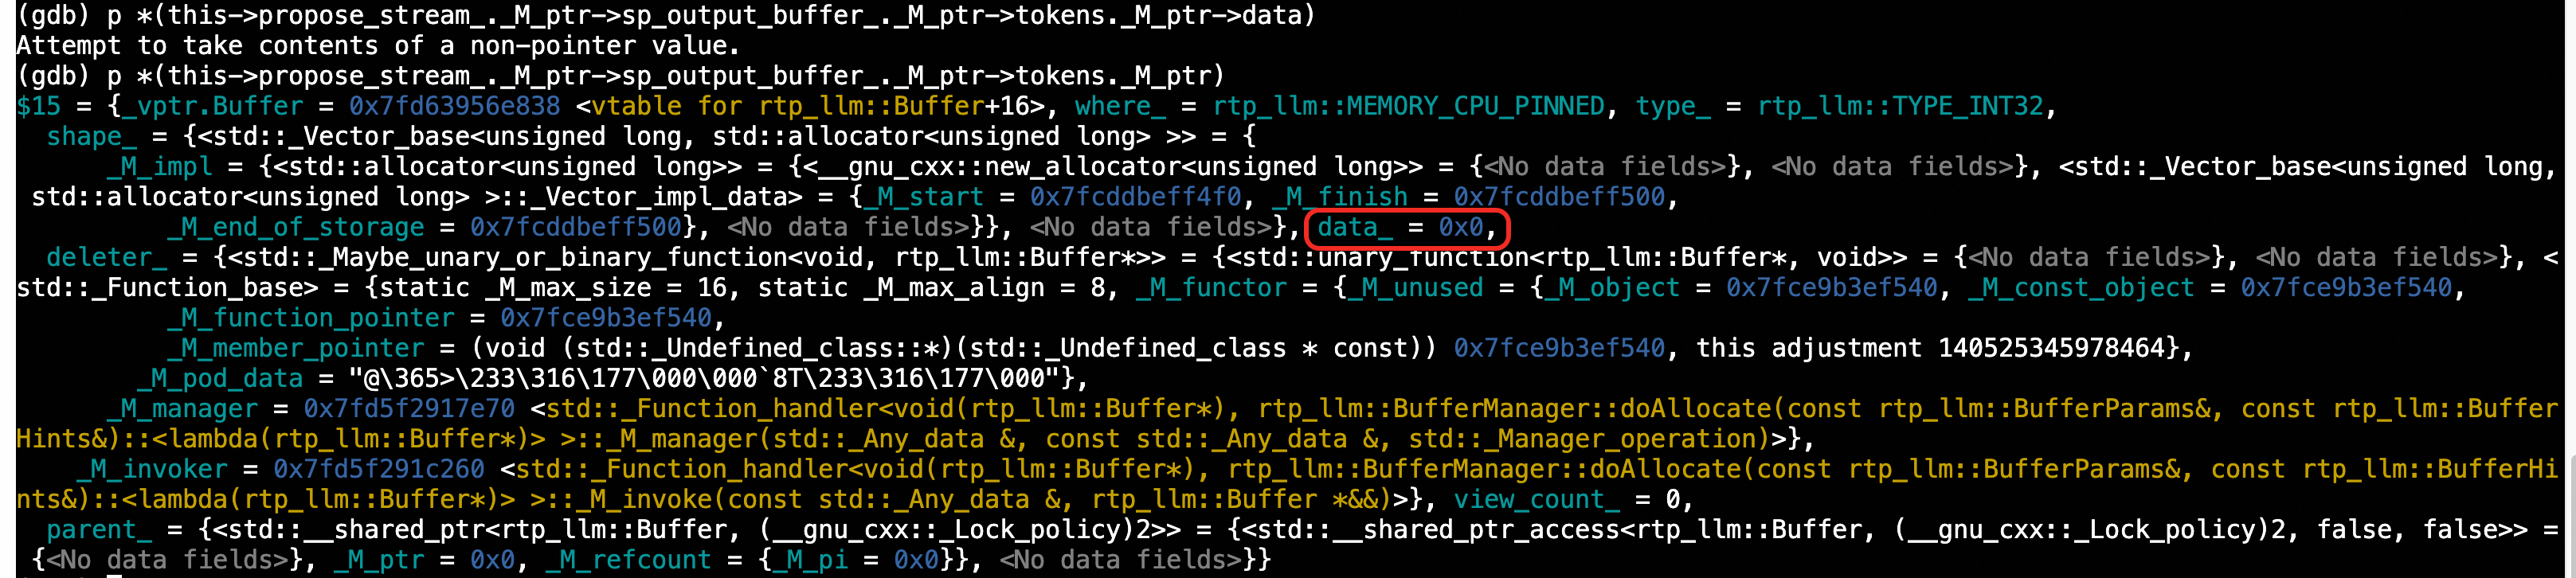 (gdb) p *(this->propose_stream_._M_ptr->sp_output_buffer_._M_ptr->tokens._M_ptr->data)
Attempt to take contents of a non-pointer value.
(gdb) p *(this->propose_stream_._M_ptr->sp_output_buffer_._M_ptr->tokens._M_ptr)
$15 = {_vptr.Buffer = 0x7fd63956e838 <vtable for rtp_llm::Buffer+16>, where_ = rtp_llm::MEMORY_CPU_PINNED, type_ = rtp_llm::TYPE_INT32,
  shape_ = {<std::_Vector_base<unsigned long, std::allocator<unsigned long> >> = {
      _M_impl = {<std::allocator<unsigned long>> = {<__gnu_cxx::new_allocator<unsigned long>> = {<No data fields>}, <No data fields>}, <std::_Vector_base<unsigned long,
 std::allocator<unsigned long> >::_Vector_impl_data> = {_M_start = 0x7fcddbeff4f0, _M_finish = 0x7fcddbeff500,
          _M_end_of_storage = 0x7fcddbeff500}, <No data fields>}}, <No data fields>}, data_ = 0x0,
  deleter_ = {<std::_Maybe_unary_or_binary_function<void, rtp_llm::Buffer*>> = {<std::unary_function<rtp_llm::Buffer*, void>> = {<No data fields>}, <No data fields>}, <
std::_Function_base> = {static _M_max_size = 16, static _M_max_align = 8, _M_functor = {_M_unused = {_M_object = 0x7fce9b3ef540, _M_const_object = 0x7fce9b3ef540,
          _M_function_pointer = 0x7fce9b3ef540,
          _M_member_pointer = (void (std::_Undefined_class::*)(std::_Undefined_class * const)) 0x7fce9b3ef540, this adjustment 140525345978464},
        _M_pod_data = "@\365>\233\316\177\000\000`8T\233\316\177\000"},
      _M_manager = 0x7fd5f2917e70 <std::_Function_handler<void(rtp_llm::Buffer*), rtp_llm::BufferManager::doAllocate(const rtp_llm::BufferParams&, const rtp_llm::Buffer
Hints&)::<lambda(rtp_llm::Buffer*)> >::_M_manager(std::_Any_data &, const std::_Any_data &, std::_Manager_operation)>},
    _M_invoker = 0x7fd5f291c260 <std::_Function_handler<void(rtp_llm::Buffer*), rtp_llm::BufferManager::doAllocate(const rtp_llm::BufferParams&, const rtp_llm::BufferHi
nts&)::<lambda(rtp_llm::Buffer*)> >::_M_invoke(const std::_Any_data &, rtp_llm::Buffer *&&)>}, view_count_ = 0,
  parent_ = {<std::__shared_ptr<rtp_llm::Buffer, (__gnu_cxx::_Lock_policy)2>> = {<std::__shared_ptr_access<rtp_llm::Buffer, (__gnu_cxx::_Lock_policy)2, false, false>> =
 {<No data fields>}, _M_ptr = 0x0, _M_refcount = {_M_pi = 0x0}}, <No data fields>}}